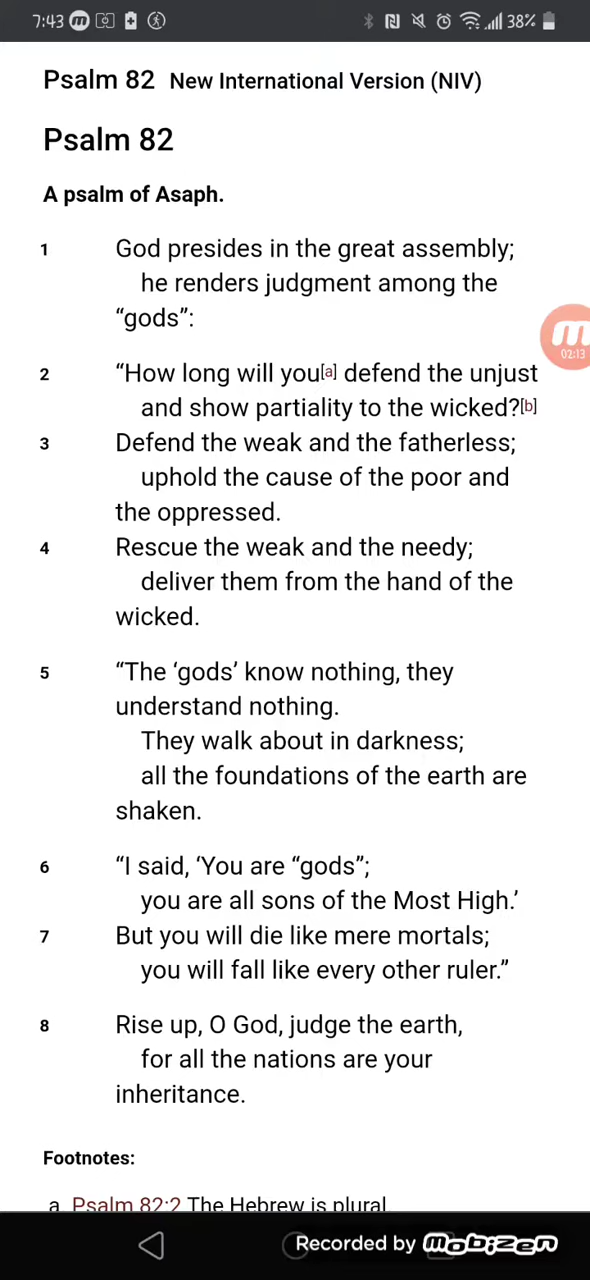 7:43 38%
Psalm 82 New International Version (NIV)
Psalm 82
A psalm of Asaph.
1 God presides in the great assembly;
he renders judgment among the
“gods”:
02:13
2 “How long will you[a] defend the unjust
and show partiality to the wicked?[b]
3 Defend the weak and the fatherless;
uphold the cause of the poor and
the oppressed.
4 Rescue the weak and the needy;
deliver them from the hand of the
wicked.
5 “The ‘gods’ know nothing, they
understand nothing.
They walk about in darkness;
all the foundations of the earth are
shaken.
6 “I said, ‘You are “gods”;
you are all sons of the Most High.’
7 But you will die like mere mortals;
you will fall like every other ruler.”
8 Rise up, O God, judge the earth,
for all the nations are your
inheritance.
Footnotes:
a Psalm 82:2 The Hebrew is plural
Recorded by mobizen